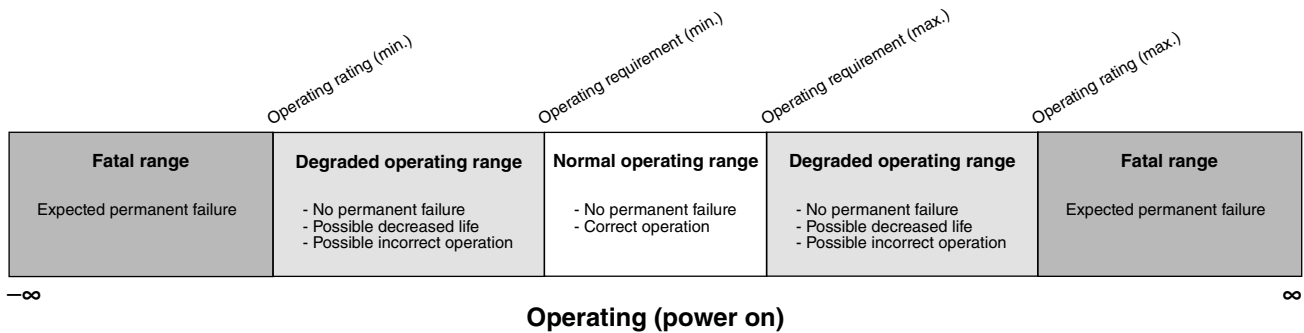 Operating rating (min.)
Operating requirement (min.)
Operating requirement (max.)
Operating rating (max.)
Fatal range
Expected permanent failure
Degraded operating range
- No permanent failure
- Possible decreased life
- Possible incorrect operation
Normal operating range
- No permanent failure
- Correct operation
Degraded operating range
- No permanent failure
- Possible decreased life
- Possible incorrect operation
Fatal range
Expected permanent failure
–∞
∞
Operating (power on)